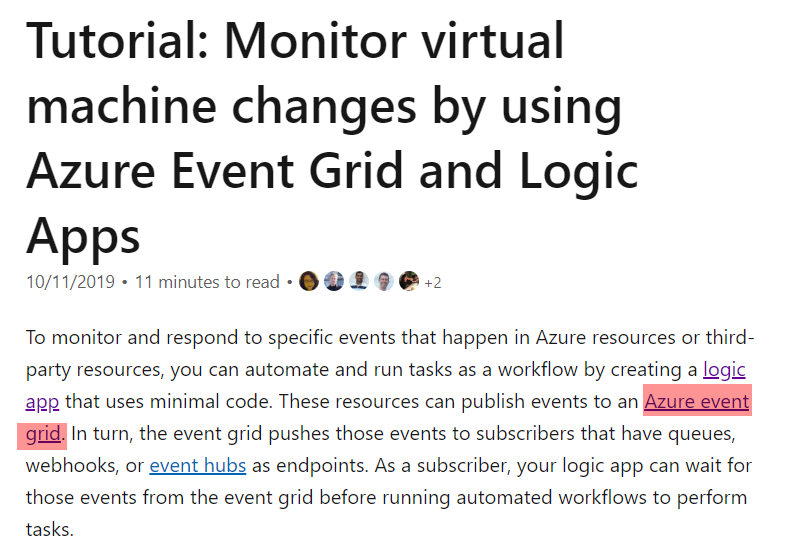 Tutorial: Monitor virtual
machine changes by using
Azure Event Grid and Logic
Apps
10/11/2019 • 11 minutes to read • +2
To monitor and respond to specific events that happen in Azure resources or third-
party resources, you can automate and run tasks as a workflow by creating a logic
app that uses minimal code. These resources can publish events to an Azure event
grid. In turn, the event grid pushes those events to subscribers that have queues,
webhooks, or event hubs as endpoints. As a subscriber, your logic app can wait for
those events from the event grid before running automated workflows to perform
tasks.